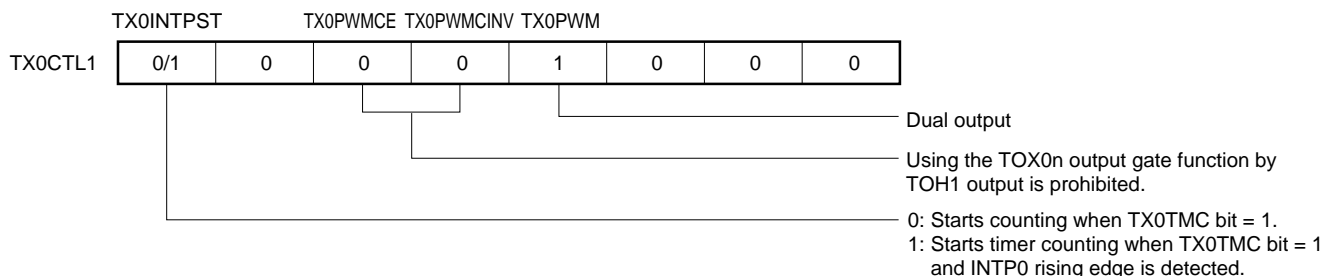 TX0INTPST TX0PWMCE TX0PWMCINV TX0PWM
TX0CTL1 0/1 0 0 0 1 0 0 0
Dual output
Using the TOX0n output gate function by
TOH1 output is prohibited.
0: Starts counting when TX0TMC bit = 1.
1: Starts timer counting when TX0TMC bit = 1
and INTP0 rising edge is detected.